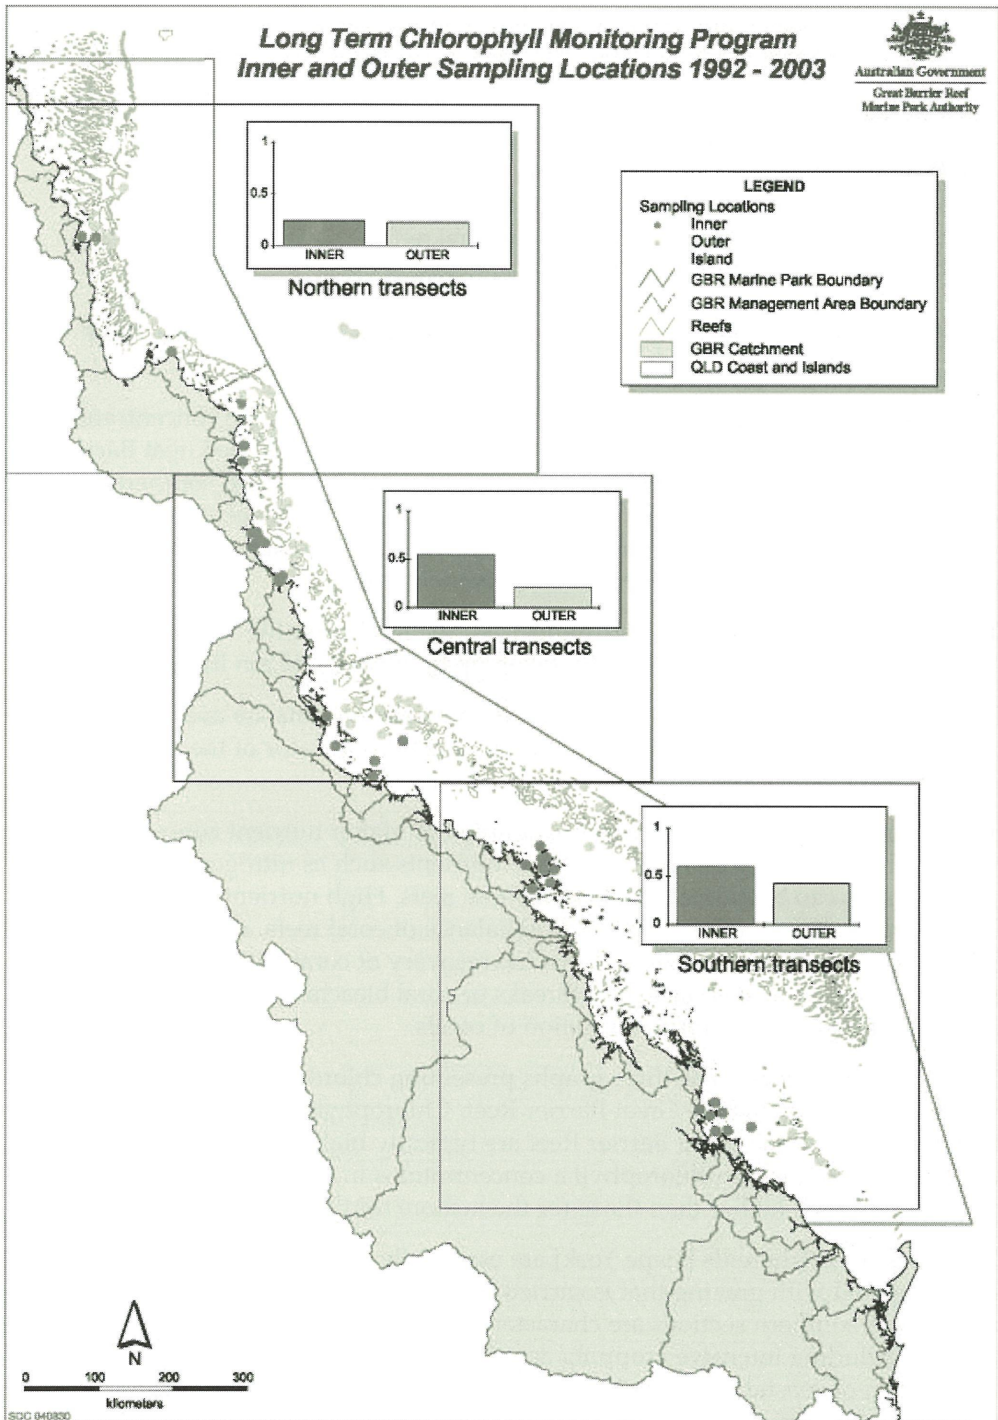 Long Term Chlorophyll Monitoring Program
Inner and Outer Sampling Locations 1992 - 2003
Australian Government
Great Barrier Reef
Marine Park Authority
1
0.5
0
INNER
OUTER
Northern transects
LEGEND
Sampling Locations
Inner
Outer
Island
GBR Marine Park Boundary
GBR Management Area Boundary
Reefs
GBR Catchment
QLD Coast and Islands
1
0.5
0
INNER
OUTER
Central transects
1
0.5
0
INNER
OUTER
Southern transects
N
0 100 200 300
kilometers
SDC 040830